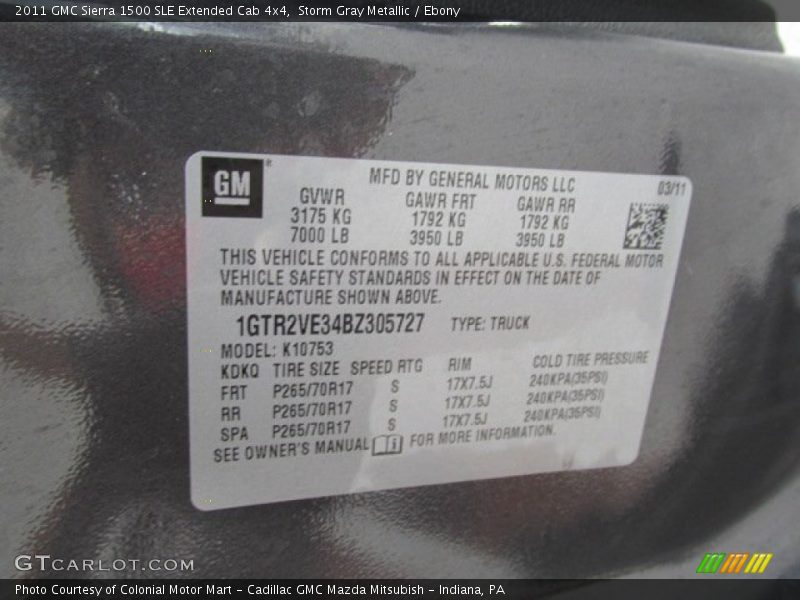 2011 GMC Sierra 1500 SLE Extended Cab 4x4, Storm Gray Metallic / Ebony
GM
MFD BY GENERAL MOTORS LLC 03/11
GVWR GAWR FRT GAWR RR
3175 KG 1792 KG 1792 KG
7000 LB 3950 LB 3950 LB
THIS VEHICLE CONFORMS TO ALL APPLICABLE U.S. FEDERAL MOTOR
VEHICLE SAFETY STANDARDS IN EFFECT ON THE DATE OF
MANUFACTURE SHOWN ABOVE.
1GTR2VE34BZ305727 TYPE: TRUCK
MODEL: K10753
KDKQ TIRE SIZE SPEED RTG RIM COLD TIRE PRESSURE
FRT P265/70R17 S 17X7.5J 240KPA(35PSI)
RR P265/70R17 S 17X7.5J 240KPA(35PSI)
SPA P265/70R17 S 17X7.5J 240KPA(35PSI)
SEE OWNER'S MANUAL FOR MORE INFORMATION.
GTCARLOT.COM
Photo Courtesy of Colonial Motor Mart - Cadillac GMC Mazda Mitsubish - Indiana, PA